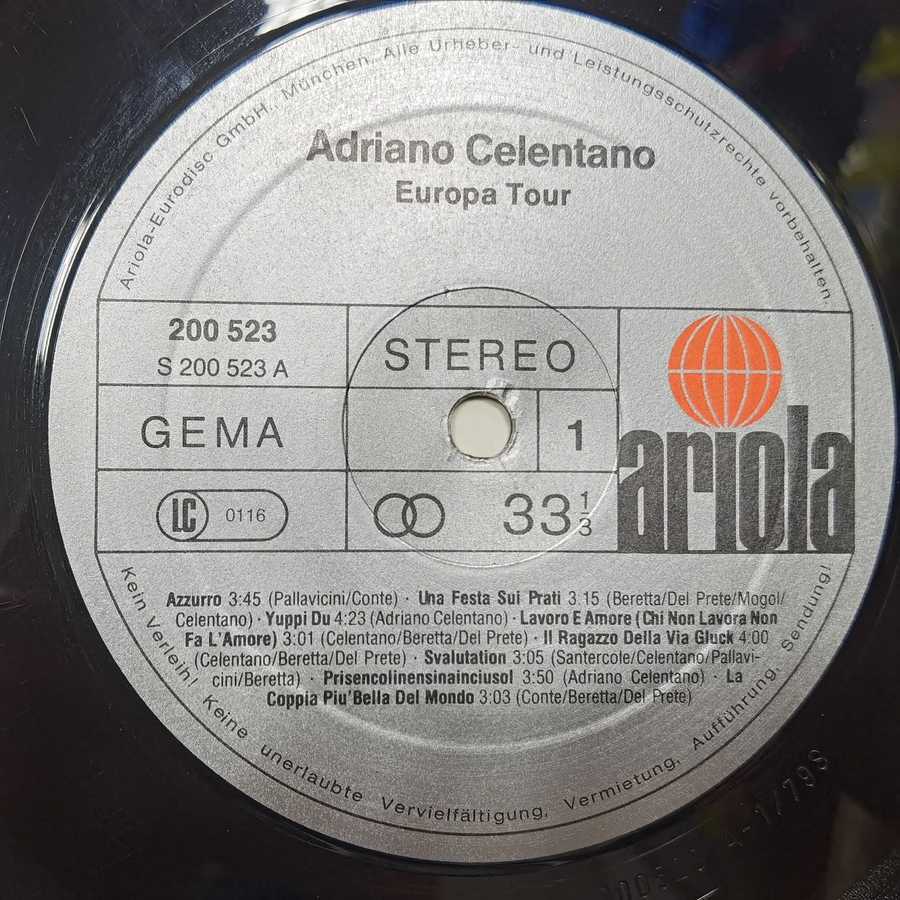 Ariola-Eurodisc GmbH, München. Alle Urheber- und Leistungsschutzrechte vorbehalten.
Adriano Celentano
Europa Tour
200 523
S 200 523 A
STEREO
GEMA
1
LC 0116
33 1/3
ariola
Azzurro 3:45 (Pallavicini/Conte) · Una Festa Sui Prati 3:15 (Beretta/Del Prete/Mogol/
Celentano) · Yuppi Du 4:23 (Adriano Celentano) · Lavoro E Amore (Chi Non Lavora Non
Fa L'Amore) 3:01 (Celentano/Beretta/Del Prete) · Il Ragazzo Della Via Gluck 4:00
(Celentano/Beretta/Del Prete) · Svalutation 3:05 (Santercole/Celentano/Pallavi-
cini/Beretta) · Prisencolinensinainciusol 3:50 (Adriano Celentano) · La
Coppia Piu'Bella Del Mondo 3:03 (Conte/Beretta/Del Prete)
Kein Verleih! Keine unerlaubte Vervielfältigung, Vermietung, Aufführung, Sendung!